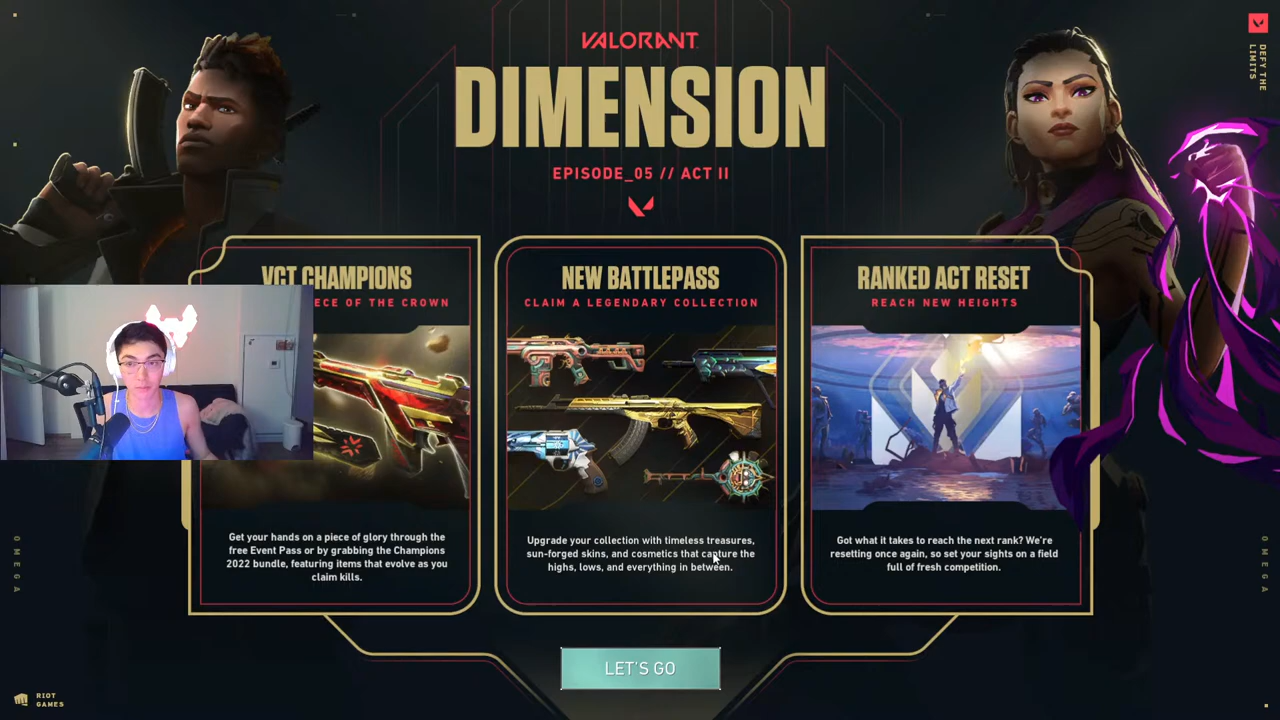 VALORANT
DIMENSION
EPISODE_05 // ACT II
DEFY THE
LIMITS
VCT CHAMPIONS
ECE OF THE CROWN
Get your hands on a piece of glory through the
free Event Pass or by grabbing the Champions
2022 bundle, featuring items that evolve as you
claim kills.
NEW BATTLEPASS
CLAIM A LEGENDARY COLLECTION
Upgrade your collection with timeless treasures,
sun-forged skins, and cosmetics that capture the
highs, lows, and everything in between.
RANKED ACT RESET
REACH NEW HEIGHTS
Got what it takes to reach the next rank? We're
resetting once again, so set your sights on a field
full of fresh competition.
OMEGA
OMEGA
LET'S GO
RIOT
GAMES